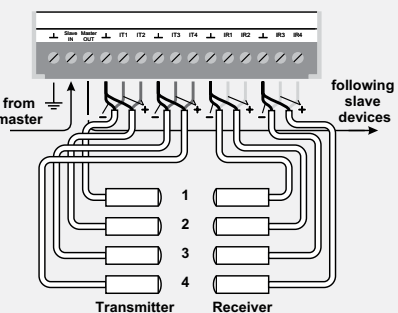 ⏚ Slave IN Master OUT ⏊ IT1 IT2 ⏊ IT3 IT4 ⏊ IR1 IR2 ⏊ IR3 IR4
- + - + - + - +
from master
following slave devices
1
2
3
4
Transmitter Receiver